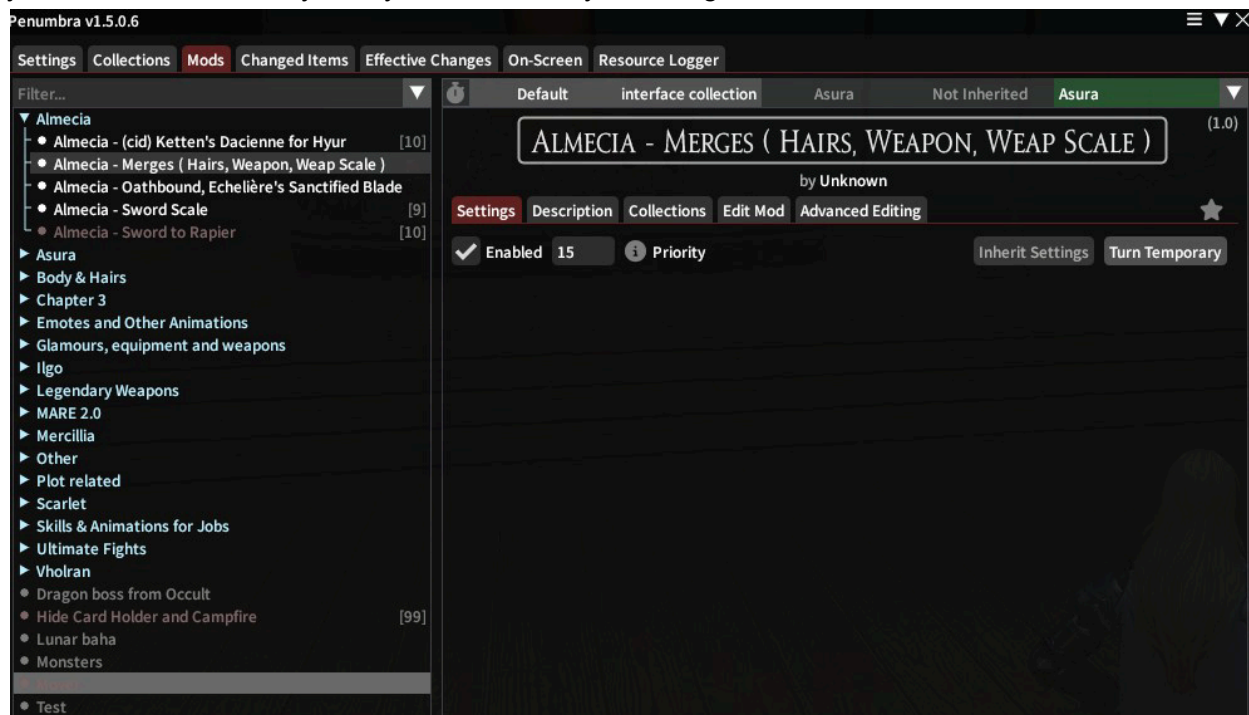 Penumbra v1.5.0.6
Settings Collections Mods Changed Items Effective Changes On-Screen Resource Logger
Filter...
Almecia
Almecia - (cid) Ketten's Dacienne for Hyur [10]
Almecia - Merges ( Hairs, Weapon, Weap Scale )
Almecia - Oathbound, Echelière's Sanctified Blade
Almecia - Sword Scale [9]
Almecia - Sword to Rapier [10]
Asura
Body & Hairs
Chapter 3
Emotes and Other Animations
Glamours, equipment and weapons
Ilgo
Legendary Weapons
MARE 2.0
Mercillia
Other
Plot related
Scarlet
Skills & Animations for Jobs
Ultimate Fights
Vholran
Dragon boss from Occult
Hide Card Holder and Campfire [99]
Lunar baha
Monsters
Test
Default interface collection Asura Not Inherited Asura
Almecia - Merges ( Hairs, Weapon, Weap Scale ) (1.0)
by Unknown
Settings Description Collections Edit Mod Advanced Editing
Enabled 15 Priority Inherit Settings Turn Temporary